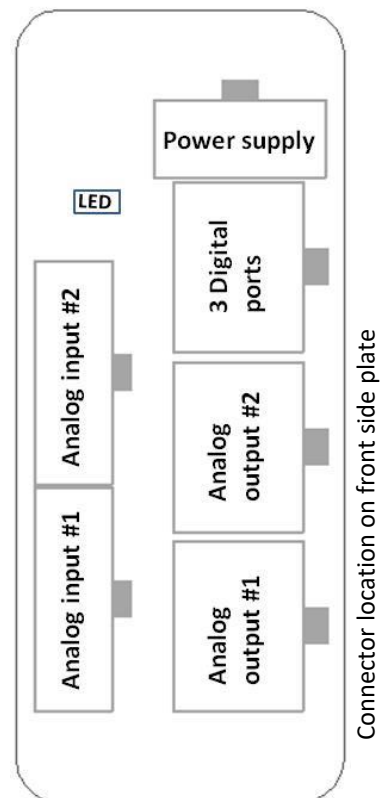 Power supply
LED
3 Digital
ports
Analog input #2
Analog
output #2
Analog input #1
Analog
output #1
Connector location on front side plate